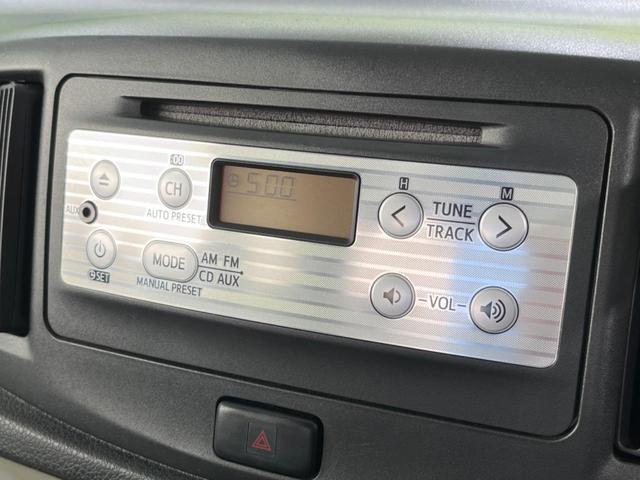 :00
H
M
5:00
CH
AUTO PRESET
TUNE
TRACK
AUX
MODE
AM FM
CD AUX
MANUAL PRESET
SET
VOL